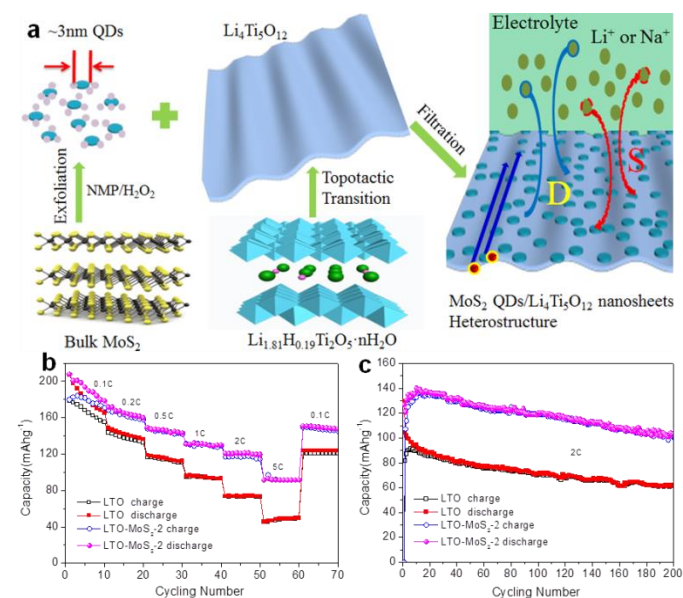 a
~3nm QDs
Exfoliation
NMP/H2O2
Bulk MoS2
Li4Ti5O12
Topotactic
Transition
Li1.81H0.19Ti2O5·nH2O
Filtration
Electrolyte
Li+ or Na+
D
S
MoS2 QDs/Li4Ti5O12 nanosheets
Heterostructure
b
Capacity(mAhg-1)
200
160
120
80
40
0
0.1C
0.2C
0.5C
1C
2C
5C
0.1C
LTO charge
LTO discharge
LTO-MoS2-2 charge
LTO-MoS2-2 discharge
0 10 20 30 40 50 60 70
Cycling Number
c
Capacity(mAhg-1)
160
140
120
100
80
60
40
20
0
2C
LTO charge
LTO discharge
LTO-MoS2-2 charge
LTO-MoS2-2 discharge
0 20 40 60 80 100 120 140 160 180 200
Cycling Number